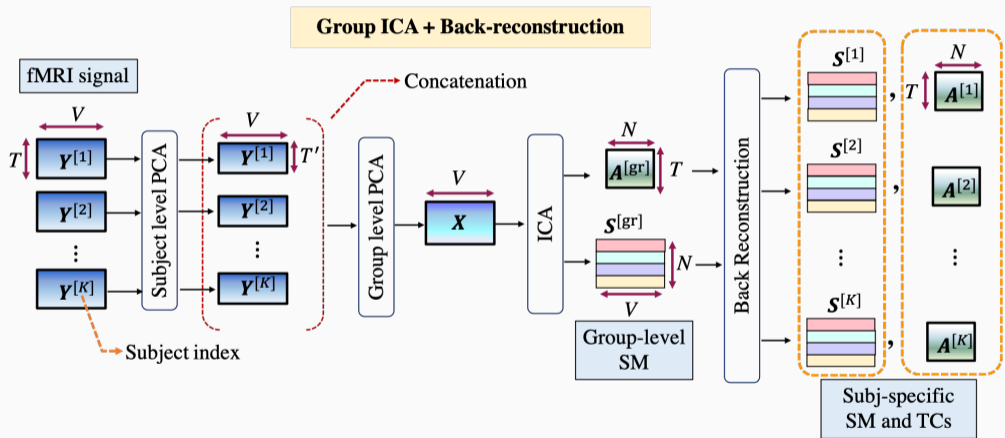 Group ICA + Back-reconstruction
fMRI signal
Concatenation
V
T
Y[1]
Y[2]
⋮
Y[K]
Subject index
Subject level PCA
V
T′
Y[1]
Y[2]
⋮
Y[K]
Group level PCA
V
X
ICA
N
A[gr]
T
S[gr]
N
V
Group-level
SM
Back Reconstruction
S[1]
,
N
T
A[1]
S[2]
,
A[2]
⋮
⋮
S[K]
,
A[K]
Subj-specific
SM and TCs